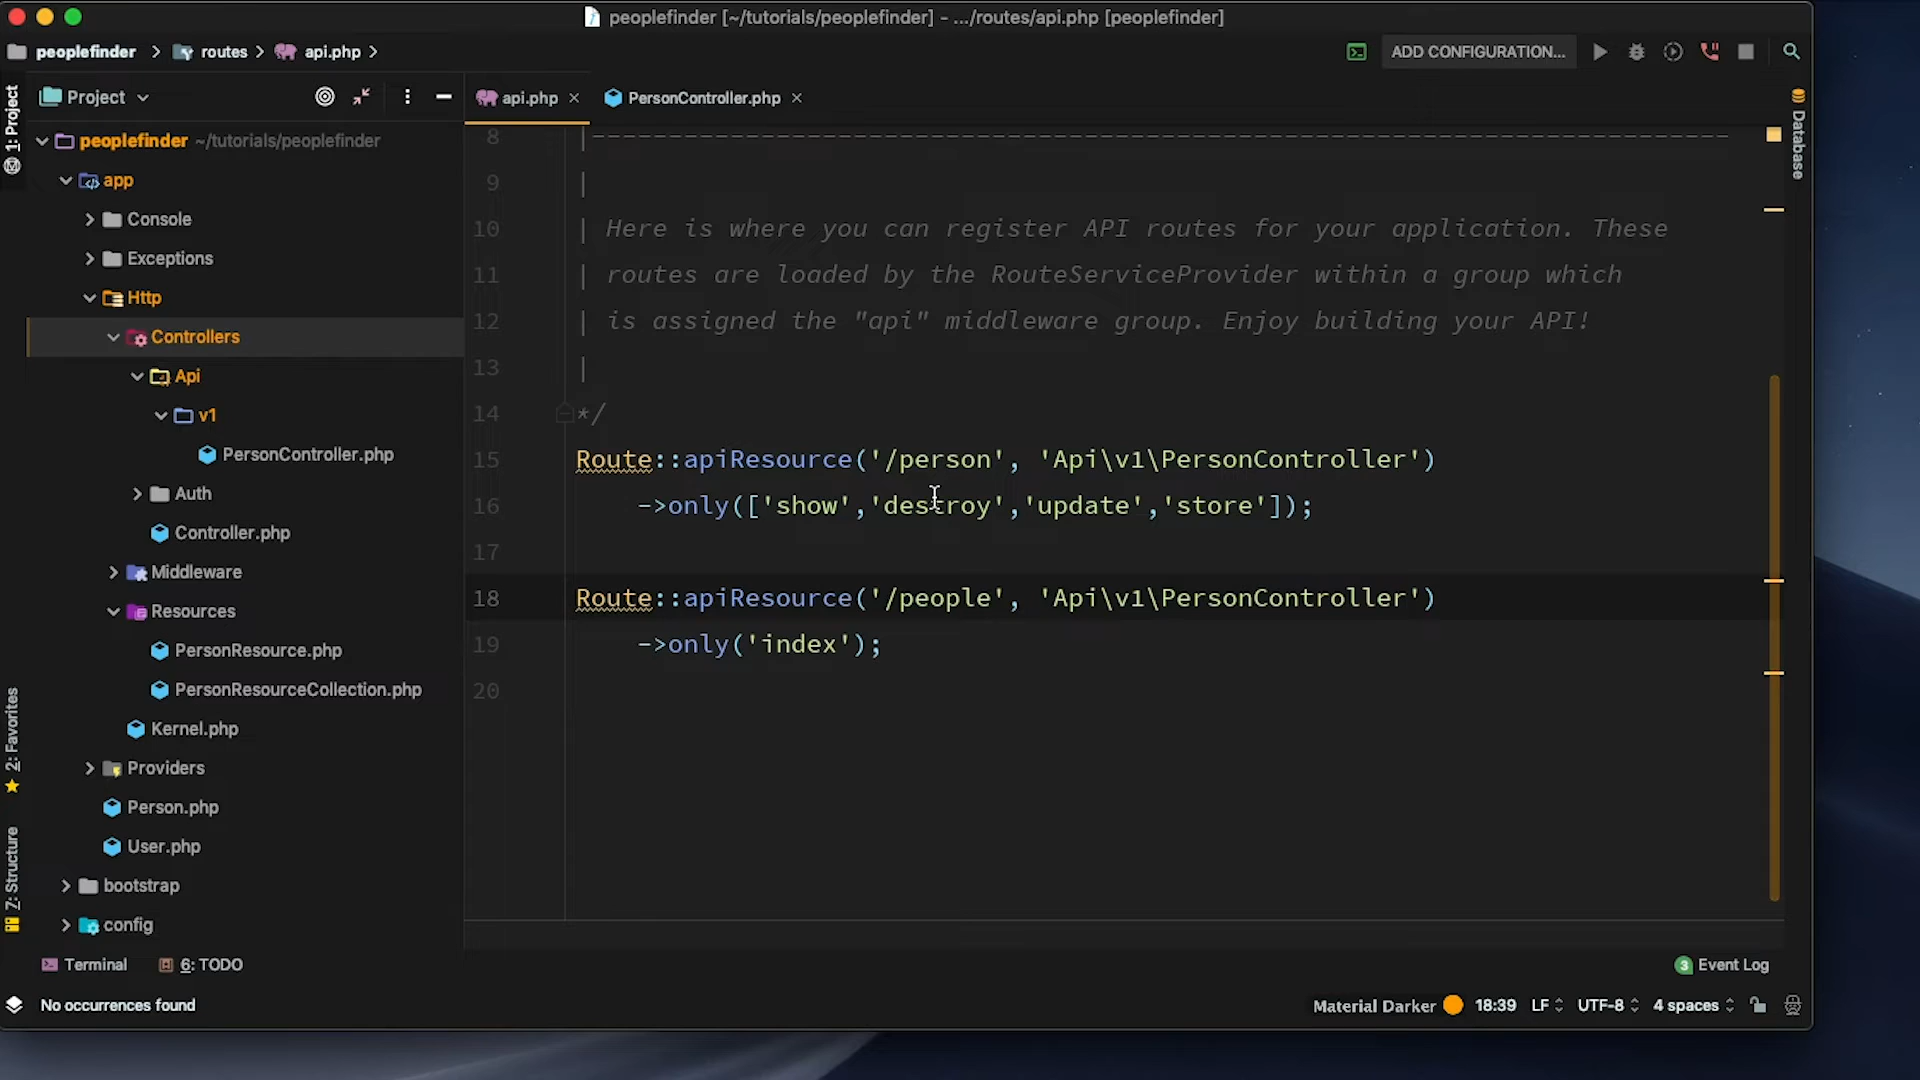 peoplefinder [~/tutorials/peoplefinder] - .../routes/api.php [peoplefinder]
peoplefinder > routes > api.php >
ADD CONFIGURATION...
1: Project
Project
api.php ×
PersonController.php ×
Database
peoplefinder ~/tutorials/peoplefinder
app
Console
Exceptions
Http
Controllers
Api
v1
PersonController.php
Auth
Controller.php
Middleware
Resources
PersonResource.php
PersonResourceCollection.php
Kernel.php
Providers
Person.php
User.php
bootstrap
config
2: Favorites
7: Structure
8 |--------------------------------------------------------------------------
9 |
10 | Here is where you can register API routes for your application. These
11 | routes are loaded by the RouteServiceProvider within a group which
12 | is assigned the "api" middleware group. Enjoy building your API!
13 |
14 */
15 Route::apiResource('/person', 'Api\v1\PersonController')
16 ->only(['show','destroy','update','store']);
17
18 Route::apiResource('/people', 'Api\v1\PersonController')
19 ->only('index');
20
Terminal
6: TODO
3 Event Log
No occurrences found
Material Darker 18:39 LF UTF-8 4 spaces